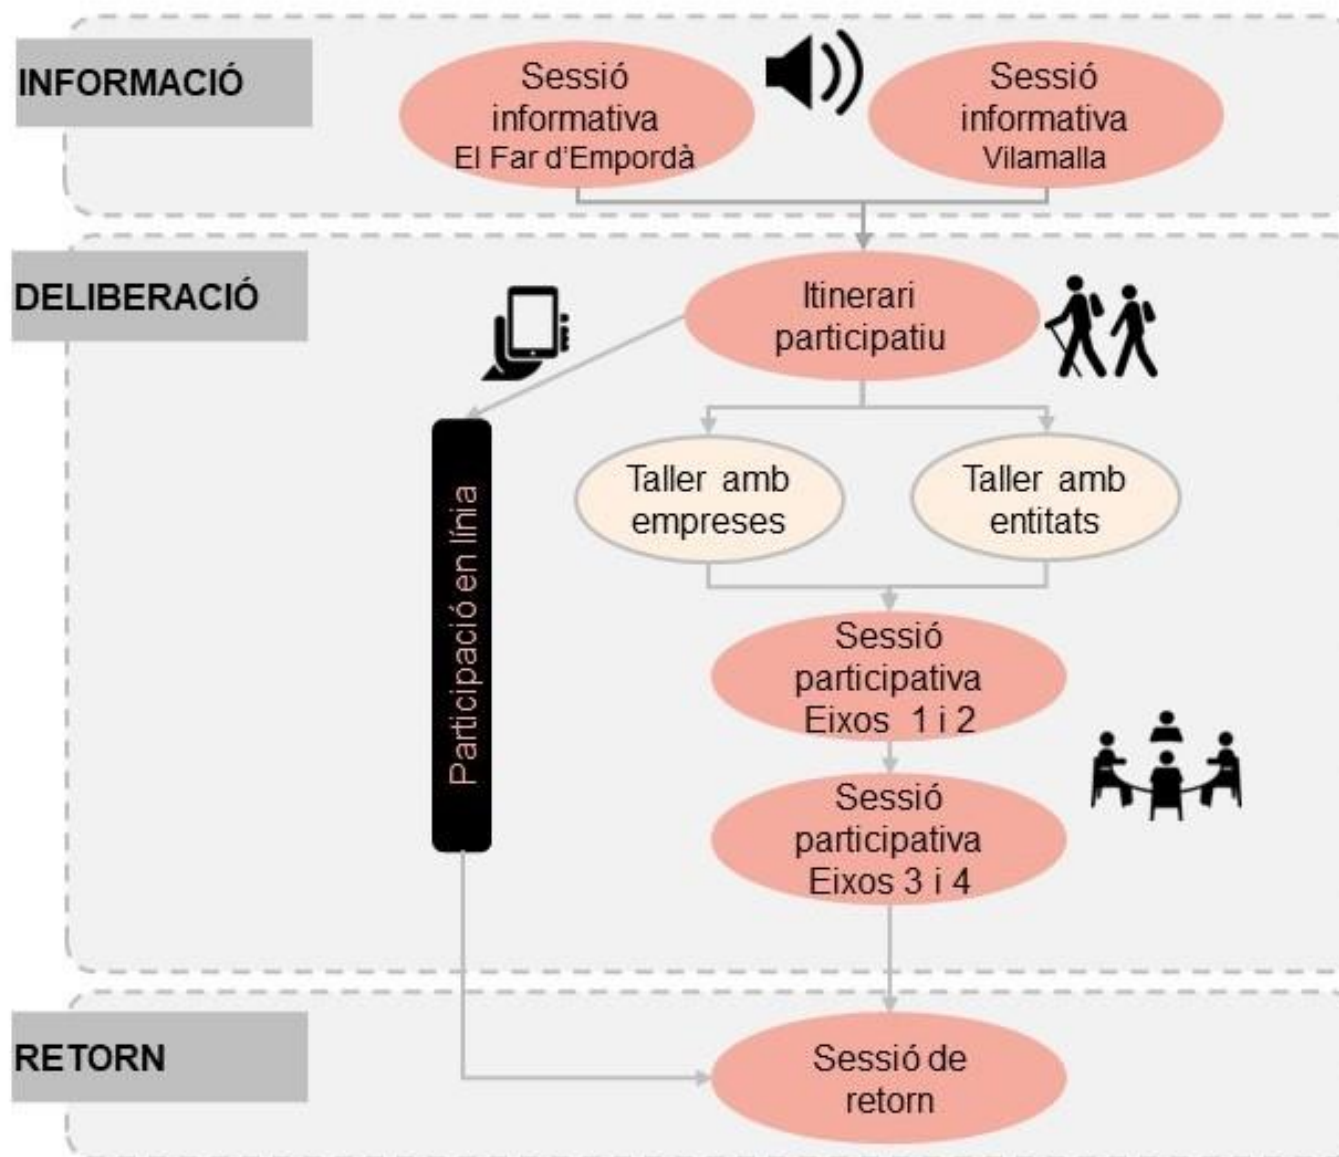 INFORMACIÓ
Sessió
informativa
El Far d'Empordà
Sessió
informativa
Vilamalla
DELIBERACIÓ
Itinerari
participatiu
Participació en línia
Taller amb
empreses
Taller amb
entitats
Sessió
participativa
Eixos 1 i 2
Sessió
participativa
Eixos 3 i 4
RETORN
Sessió de
retorn